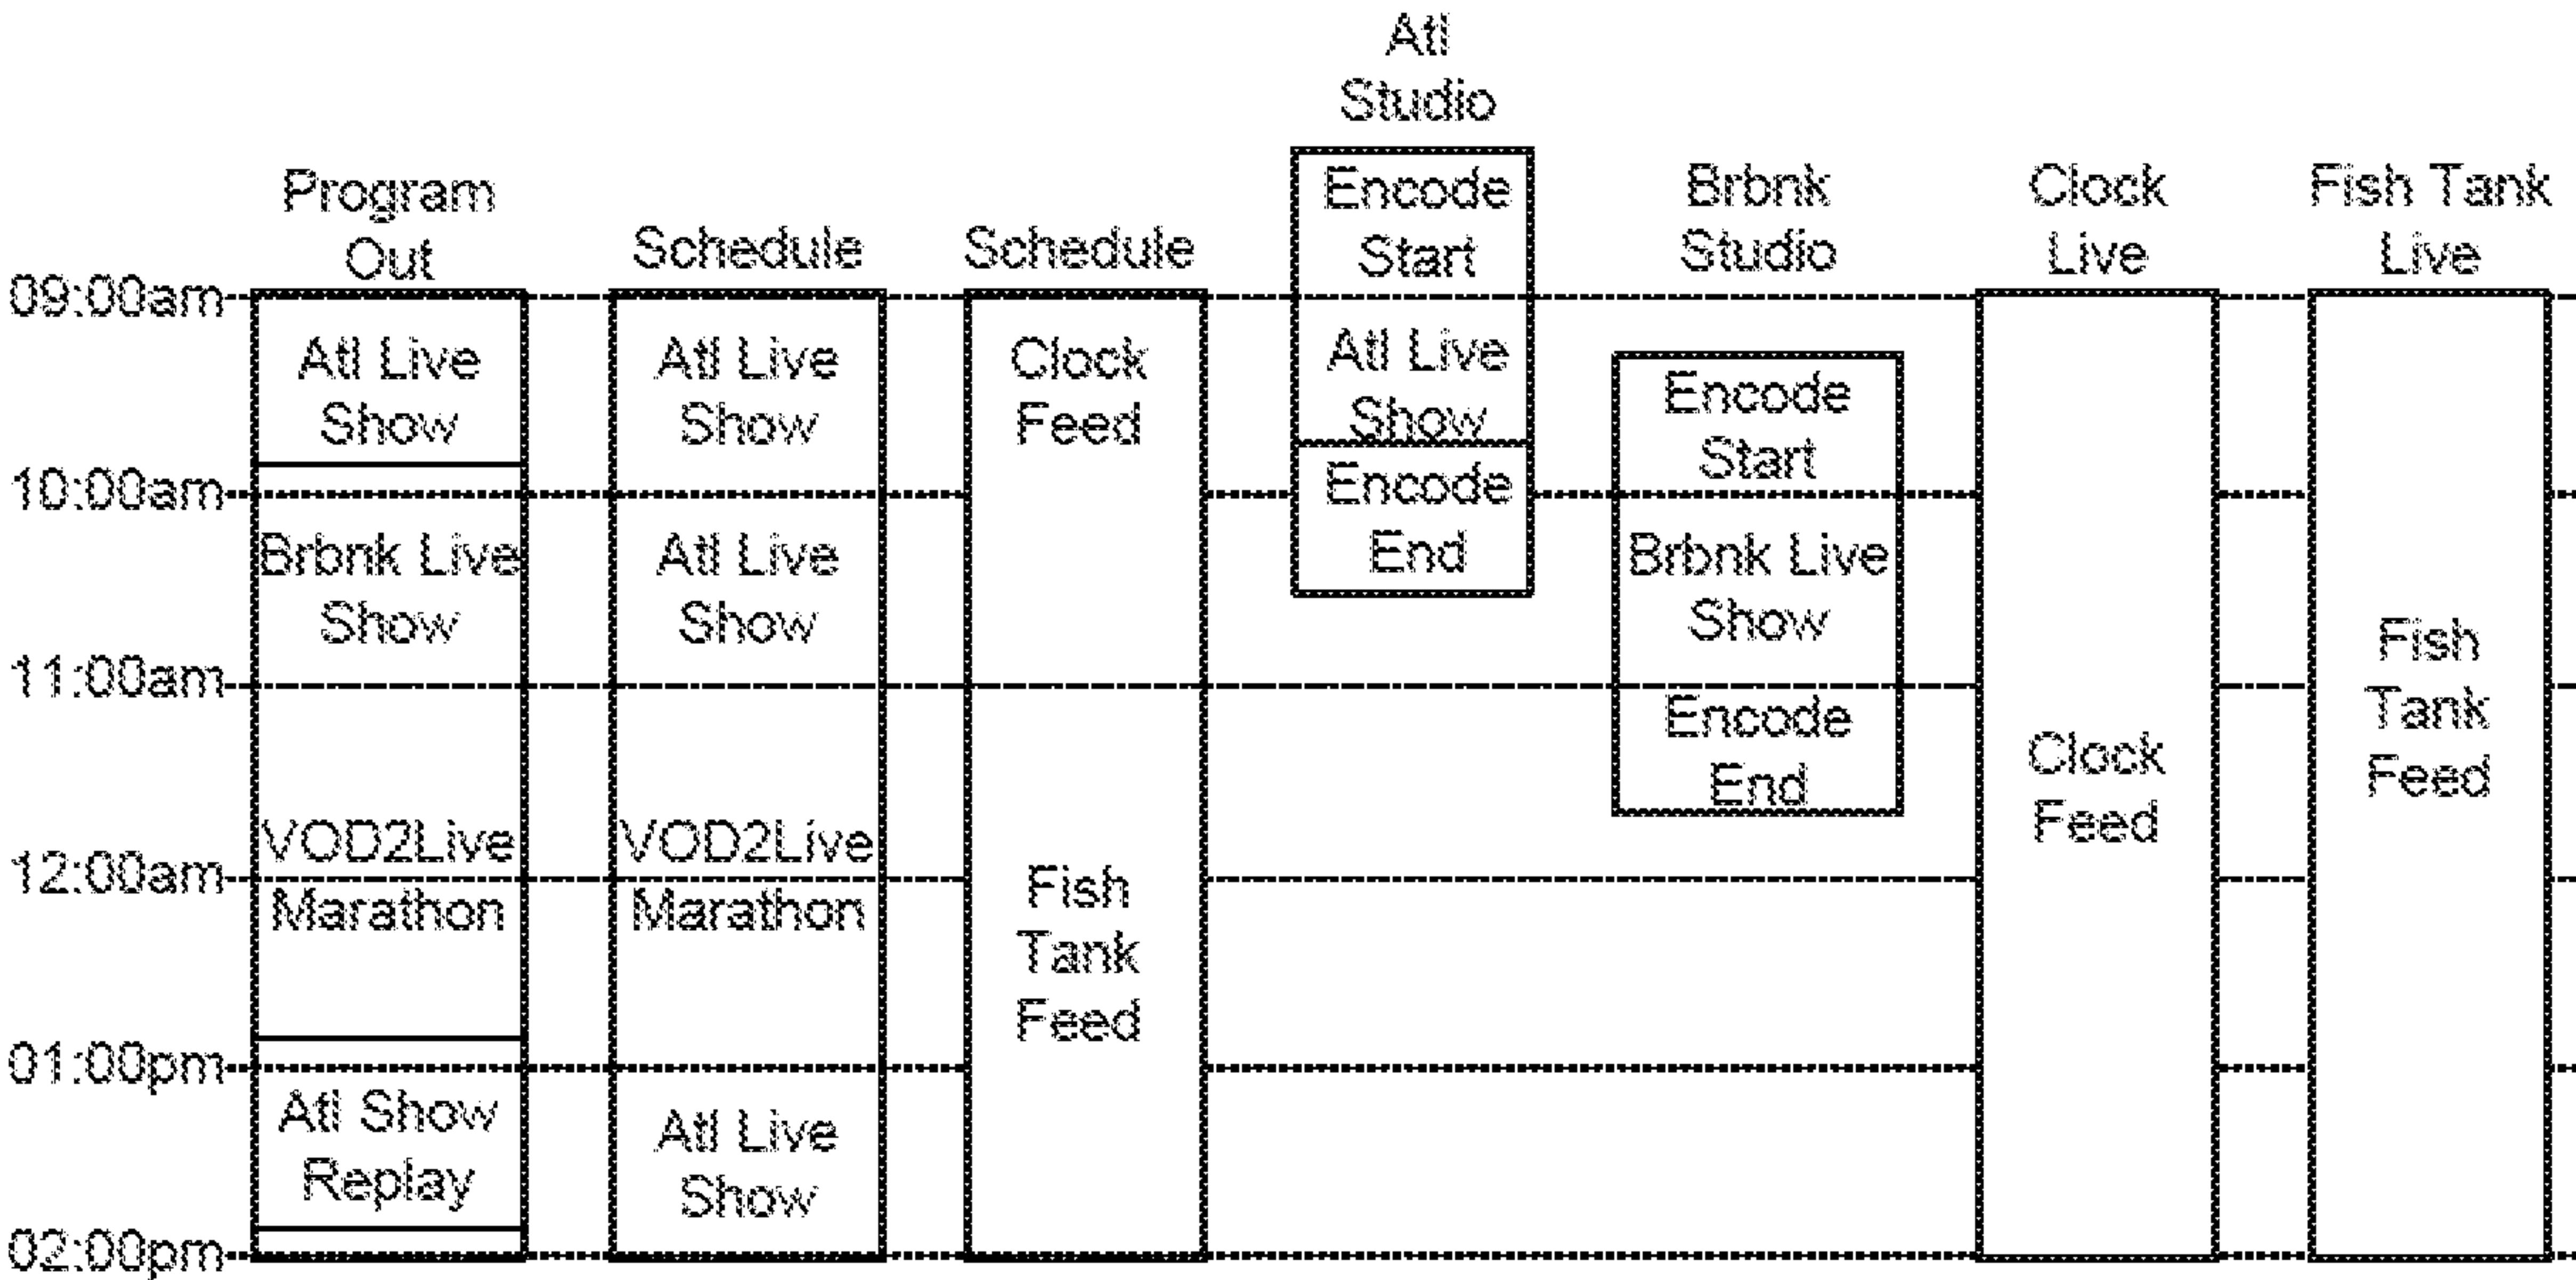 Atl
Studio
Program
Out
Schedule
Schedule
Encode
Start
Brbnk
Studio
Clock
Live
Fish Tank
Live
09:00am
Atl Live
Show
Atl Live
Show
Clock
Feed
Atl Live
Show
Encode
Start
10:00am
Encode
End
Brbnk Live
Show
Atl Live
Show
Brbnk Live
Show
11:00am
Encode
End
Clock
Feed
Fish
Tank
Feed
VOD2Live
Marathon
VOD2Live
Marathon
12:00am
Fish
Tank
Feed
01:00pm
Atl Show
Replay
Atl Live
Show
02:00pm